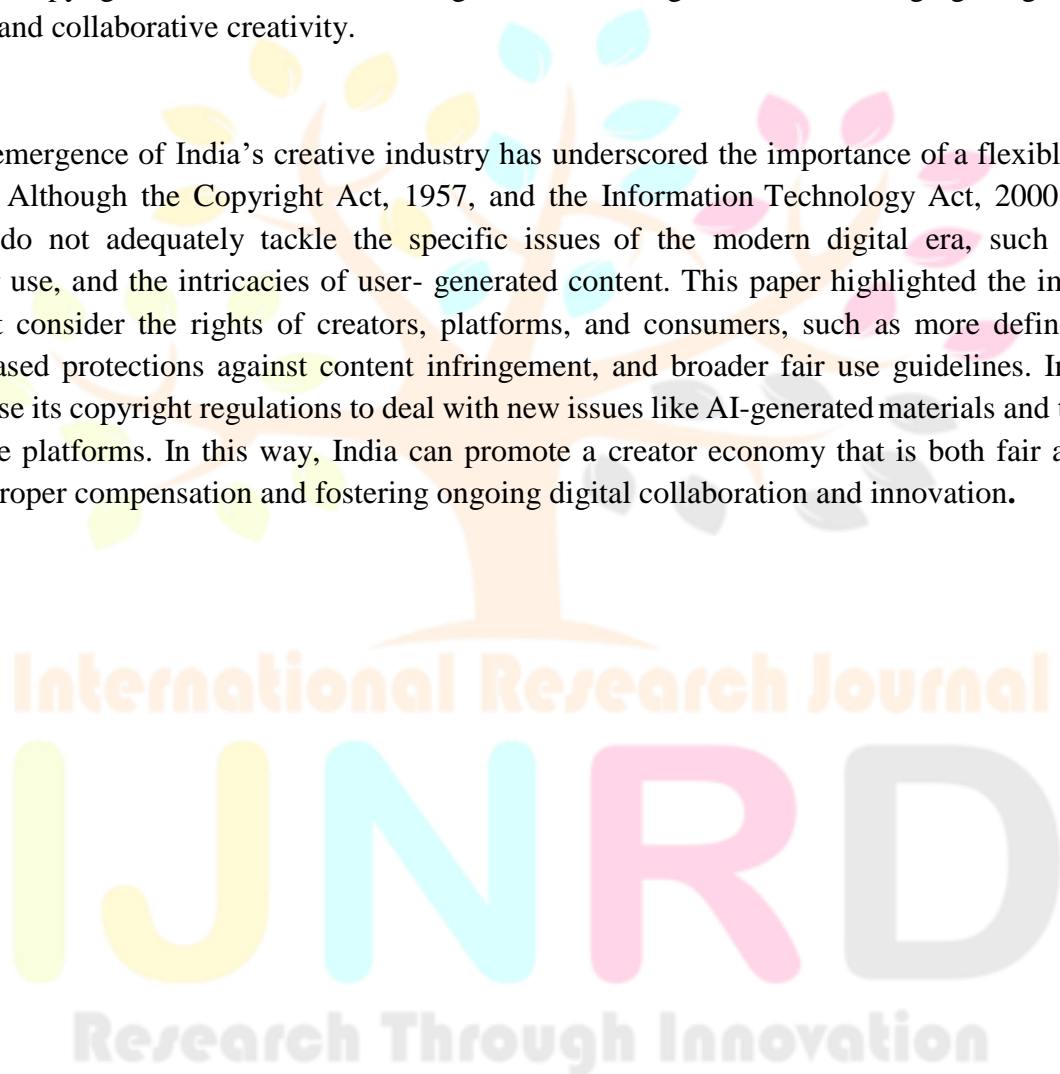 and collaborative creativity.
emergence of India’s creative industry has underscored the importance of a flexibl
Although the Copyright Act, 1957, and the Information Technology Act, 2000
do not adequately tackle the specific issues of the modern digital era, such
use, and the intricacies of user- generated content. This paper highlighted the in
consider the rights of creators, platforms, and consumers, such as more defin
ased protections against content infringement, and broader fair use guidelines. In
se its copyright regulations to deal with new issues like AI-generated materials and
e platforms. In this way, India can promote a creator economy that is both fair a
roper compensation and fostering ongoing digital collaboration and innovation.
International Research Journal
IJNRD
Research Through Innovation